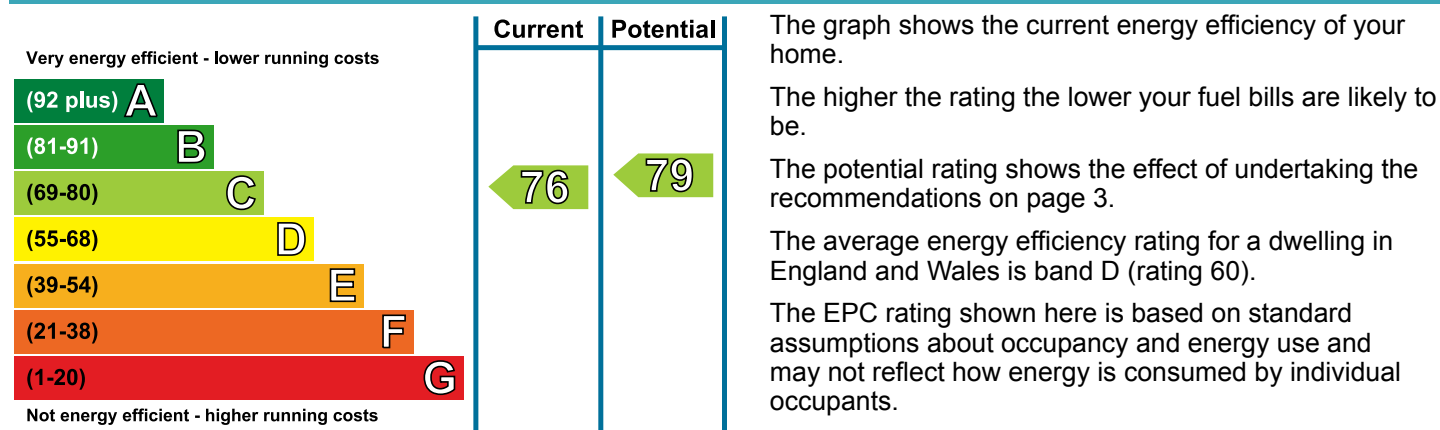 Current Potential
Very energy efficient - lower running costs
(92 plus) A
(81-91) B
(69-80) C
(55-68) D
(39-54) E
(21-38) F
(1-20) G
Not energy efficient - higher running costs
76 79
The graph shows the current energy efficiency of your
home.
The higher the rating the lower your fuel bills are likely to
be.
The potential rating shows the effect of undertaking the
recommendations on page 3.
The average energy efficiency rating for a dwelling in
England and Wales is band D (rating 60).
The EPC rating shown here is based on standard
assumptions about occupancy and energy use and
may not reflect how energy is consumed by individual
occupants.